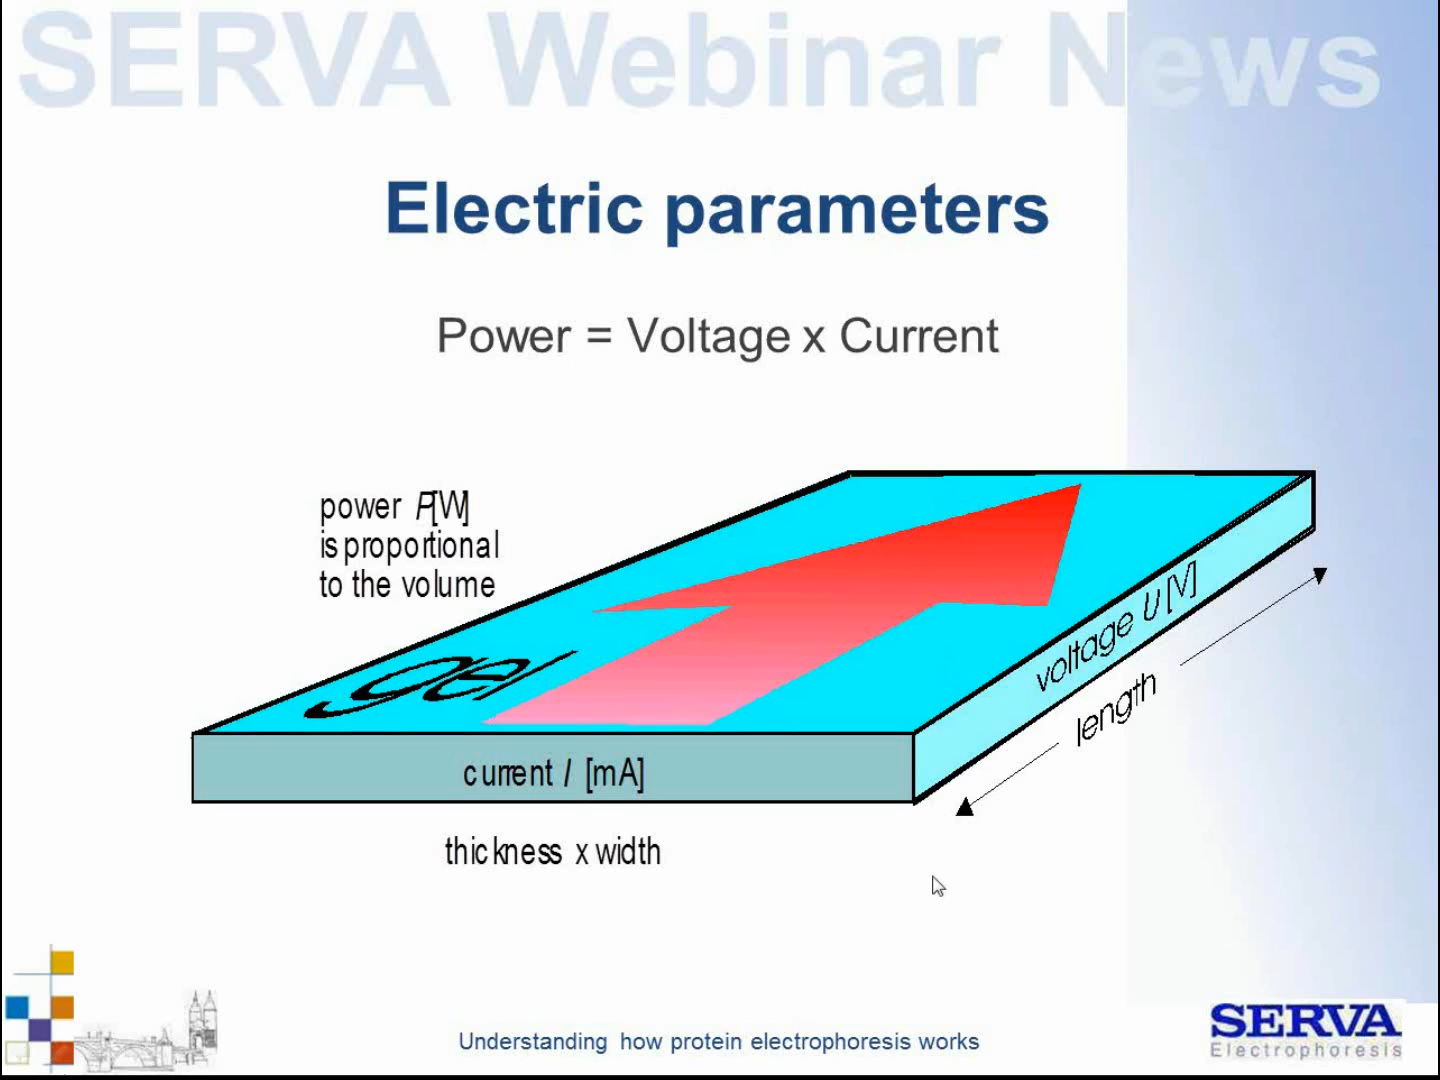 SERVA Webinar News
Electric parameters
Power = Voltage x Current
power P[W]
is proportional
to the volume
gel
voltage U [V]
length
current I [mA]
thickness x width
Understanding how protein electrophoresis works
SERVA
Electrophoresis